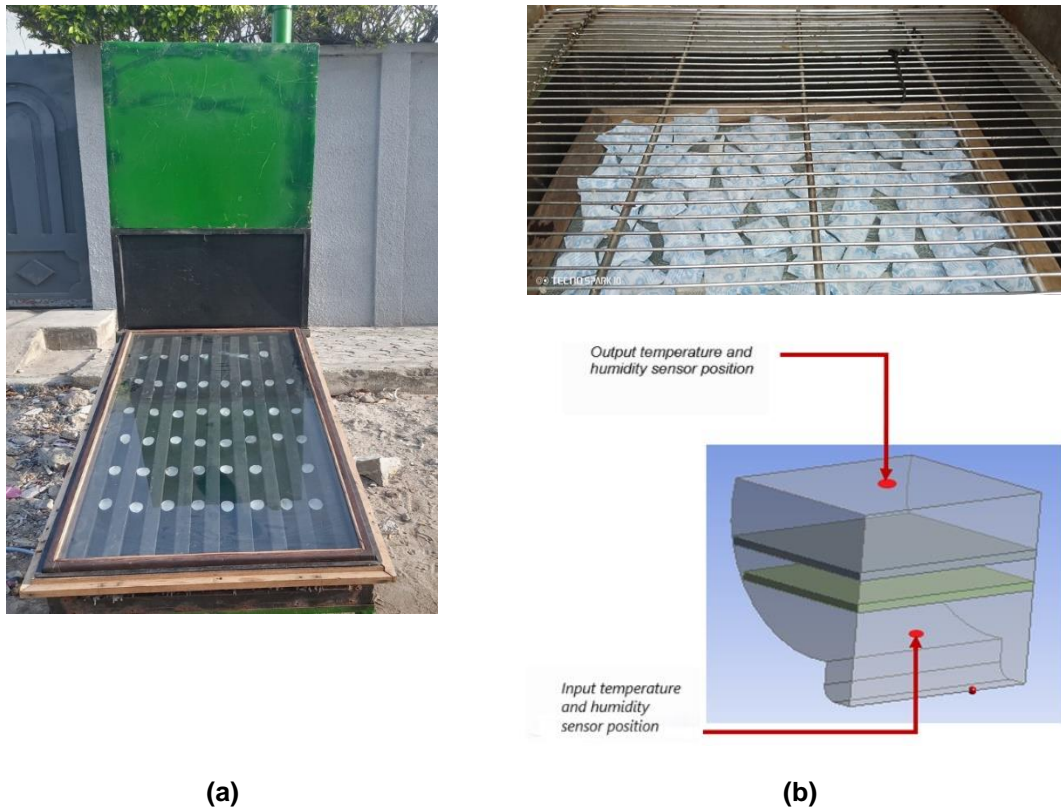 TECNO SPARK 10
Output temperature and
humidity sensor position
Input temperature
and humidity
sensor position
(a)
(b)